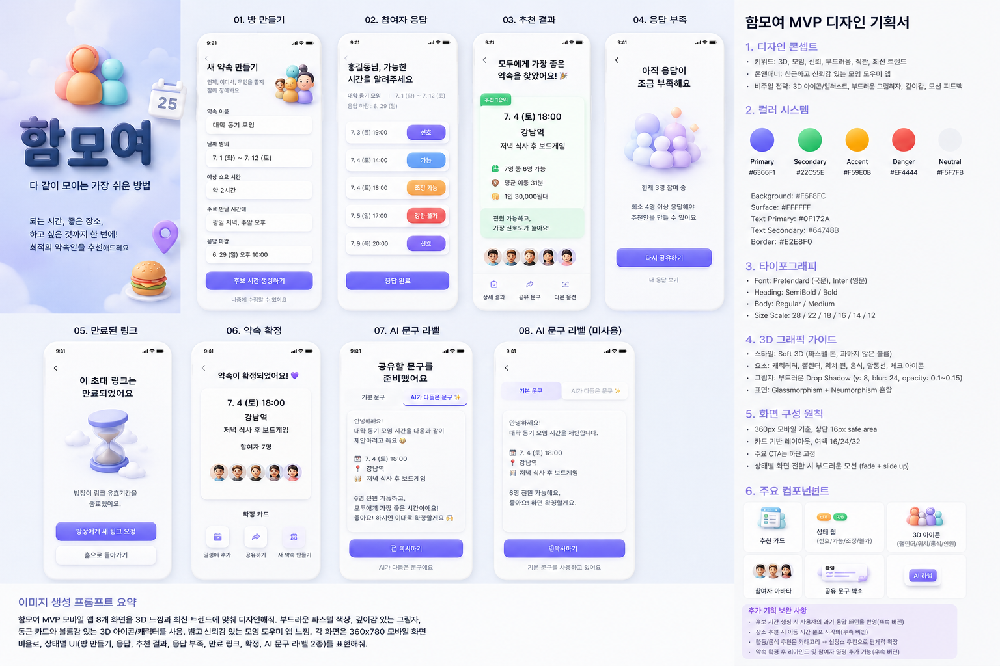 함모여
다 같이 모이는 가장 쉬운 방법
되는 시간, 좋은 장소,
하고 싶은 것까지 한 번에!
최적의 약속안을 추천해드려요
25
01. 방 만들기
9:31
새 약속 만들기
함께 정해봐요
약속 이름
대학 동기 모임
날짜 범의
7. 1 (화) ~ 7. 12 (토)
예상 소요 시간
약 2시간
주르 만날 시간대
평일 저녁, 주말 오후
응답 마감
6. 29 (일) 오후 10:00
후보 시간 생성하기
나중에 수정할 수 있어요
02. 참여자 응답
9:31
홍길동님, 가능한
시간을 알려주세요
대학 동기 모임 | 7. 1 (화) ~ 7. 12 (토)
응답 마감: 6. 29 (일)
7. 3 (금) 19:00 선호
7. 4 (토) 14:00 가능
7. 4 (토) 18:00 조정 가능
7. 5 (일) 17:00 강한 불가
7. 9 (목) 20:00 선호
응답 완료
03. 추천 결과
9:31
모두에게 가장 좋은
약속을 찾았어요!
추천 1순위
7. 4 (토) 18:00
강남역
저녁 식사 후 보드게임
7명 중 6명 가능
평균 이동 31분
1인 30,000원대
전원 가능하고,
가장 선호도가 높아요!
상세 결과 공유 문구 다른 옵션
04. 응답 부족
9:41
아직 응답이
조금 부족해요
현재 3명 참여 중
최소 4명 이상 응답해야
추천안을 만들 수 있어요
다시 공유하기
내 응답 보기
05. 만료된 링크
9:31
이 초대 링크는
만료되었어요
방장이 링크 유효기간을
종료했어요.
방장에게 새 링크 요청
홈으로 돌아가기
06. 약속 확정
9:31
약속이 확정되었어요! 💜
7. 4 (토) 18:00
강남역
저녁 식사 후 보드게임
참여자 7명
확정 카드
일정에 추가 공유하기 새 약속 만들기
07. AI 문구 라벨
9:31
공유할 문구를
준비했어요
기본 문구 AI가 다듬은 문구 ✨
안녕하세요!
대학 동기 모임 시간을 다음과 같이
제안하려고 해요 😄
7. 4 (토) 18:00
강남역
저녁 식사 후 보드게임
6명 전원 가능하고,
모두에게 가장 좋은 시간이에요!
좋아요! 하시면 이대로 확정할게요 🙌
복사하기
AI가 다듬은 문구예요
08. AI 문구 라벨 (미사용)
9:31
기본 문구 AI가 다듬은 문구 ✨
안녕하세요!
대학 동기 모임 시간을 제안합니다.
7. 4 (토) 18:00
강남역
저녁 식사 후 보드게임
6명 전원 가능해요.
좋아요! 하면 확정할게요.
기본 문구를 사용하고 있어요
이미지 생성 프롬프트 요약
함모여 MVP 모바일 앱 8개 화면을 3D 느낌과 최신 트렌드에 맞춰 디자인해줘. 부드러운 파스텔 색상, 깊이감 있는 그림자,
둥근 카드와 볼륨감 있는 3D 아이콘/캐릭터를 사용. 밝고 신뢰감 있는 모임 도우미 앱 느낌. 각 화면은 360x780 모바일 화면
비율로, 상태별 UI(방 만들기, 응답, 추천 결과, 응답 부족, 만료 링크, 확정, AI 문구 라벨 2종)를 표현해줘.
함모여 MVP 디자인 기획서
1. 디자인 콘셉트
• 키워드: 3D, 모임, 신뢰, 부드러움, 직관, 최신 트렌드
• 톤앤매너: 친근하고 신뢰감 있는 모임 도우미 앱
• 비주얼 전략: 3D 아이콘/일러스트, 부드러운 그림자, 깊이감, 모션 피드백
2. 컬러 시스템
Primary Secondary Accent Danger Neutral
#6366F1 #22C55E #F59E0B #EF4444 #F5F7FB
Background: #F6F8FC
Surface: #FFFFFF
Text Primary: #0F172A
Text Secondary: #64748B
Border: #E2E8F0
3. 타이포그래피
• Font: Pretendard (국문), Inter (영문)
• Heading: SemiBold / Bold
• Body: Regular / Medium
• Size Scale: 28 / 22 / 18 / 16 / 14 / 12
4. 3D 그래픽 가이드
• 스타일: Soft 3D (파스텔 톤, 과하지 않은 볼륨)
• 요소: 캐릭터터, 캘린더, 위치 핀, 음식, 말풍선, 체크 아이콘
• 그림자: 부드러운 Drop Shadow (y: 8, blur: 24, opacity: 0.1~0.15)
• 표면: Glassmorphism + Neumorphism 혼합
5. 화면 구성 원칙
• 360px 모바일 기준, 상단 16px safe area
• 카드 기반 레이아웃, 여백 16/24/32
• 주요 CTA는 하단 고정
• 상태별 화면 전환 시 부드러운 모션 (fade + slide up)
6. 주요 컴포넌튼트
추천 카드
상태 칩
(선호/가능/조정/불가)
3D 아이콘
참여자 아바타
공유 문구 박스
AI 라벨
추가 기획 보완 사항
• 후보 시간 생성 시 사용자의 과거 응답 패턴을 반영(후속 버전)
• 장소 추천 시 이동 시간 분포 시각화(후속 버전)
• 약속 확정 후 리마인드 및 참여자 일정 추가 기능(후속 버전)